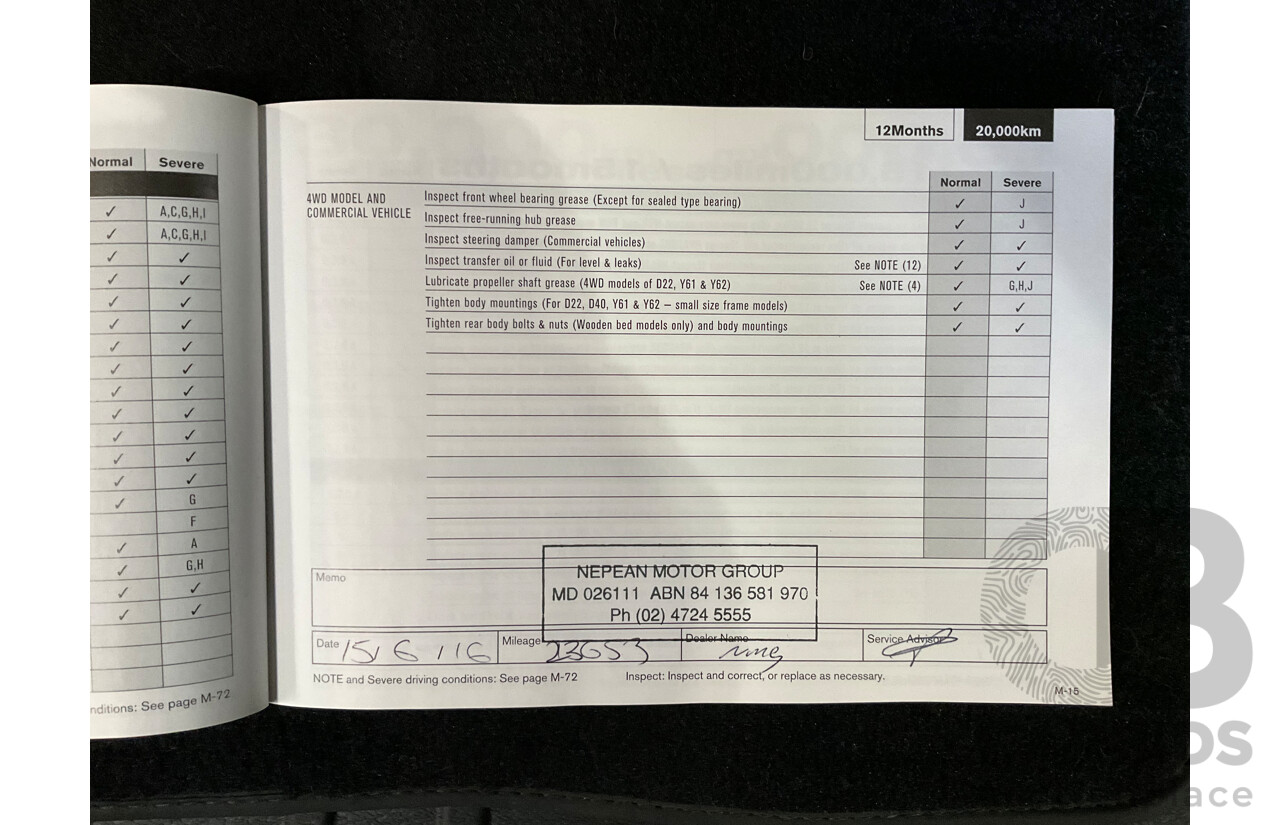 Normal Severe
✓ A,C,G,H,I
✓ A,C,G,H,I
✓ ✓
✓ ✓
✓ ✓
✓ ✓
✓ ✓
✓ ✓
✓ ✓
✓ ✓
✓ ✓
✓ ✓
✓ ✓
✓ G
F
✓ A
✓ G,H
✓ ✓
✓ ✓
nditions: See page M-72
12Months 20,000km
Normal Severe
4WD MODEL AND
COMMERCIAL VEHICLE
Inspect front wheel bearing grease (Except for sealed type bearing) ✓ J
Inspect free-running hub grease ✓ J
Inspect steering damper (Commercial vehicles) ✓ ✓
Inspect transfer oil or fluid (For level & leaks) See NOTE (12) ✓ ✓
Lubricate propeller shaft grease (4WD models of D22, Y61 & Y62) See NOTE (4) ✓ G,H,J
Tighten body mountings (For D22, D40, Y61 & Y62 – small size frame models) ✓ ✓
Tighten rear body bolts & nuts (Wooden bed models only) and body mountings ✓ ✓
Memo
NEPEAN MOTOR GROUP
MD 026111 ABN 84 136 531 970
Ph (02) 4724 5555
Date 15/6/16 Mileage 23653 Dealer Name nmg Service Advisor
NOTE and Severe driving conditions: See page M-72 Inspect: Inspect and correct, or replace as necessary.
M-15
os
ace